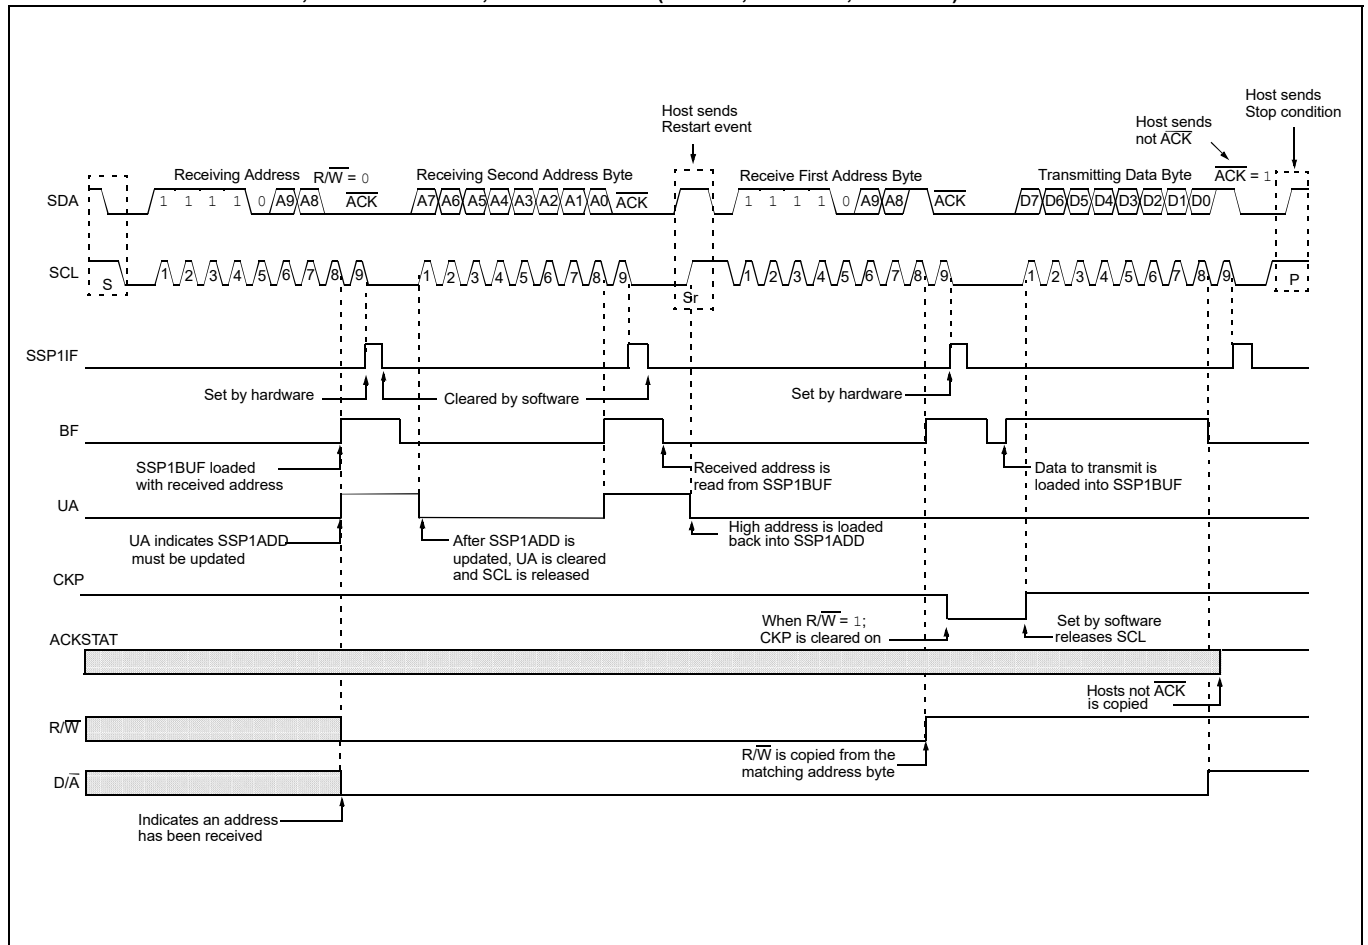 Host sends
Restart event
Host sends
not ACK
Host sends
Stop condition
Receiving Address R/W = 0
Receiving Second Address Byte
Receive First Address Byte
Transmitting Data Byte
ACK = 1
SDA
1 1 1 1 0 A9 A8 ACK
A7 A6 A5 A4 A3 A2 A1 A0 ACK
1 1 1 1 0 A9 A8 ACK
D7 D6 D5 D4 D3 D2 D1 D0
SCL
S
1 2 3 4 5 6 7 8 9
1 2 3 4 5 6 7 8 9
Sr
1 2 3 4 5 6 7 8 9
1 2 3 4 5 6 7 8 9
P
SSP1IF
Set by hardware
Cleared by software
Set by hardware
BF
SSP1BUF loaded
with received address
Received address is
read from SSP1BUF
Data to transmit is
loaded into SSP1BUF
UA
UA indicates SSP1ADD
must be updated
After SSP1ADD is
updated, UA is cleared
and SCL is released
High address is loaded
back into SSP1ADD
CKP
When R/W = 1;
CKP is cleared on
Set by software
releases SCL
ACKSTAT
Hosts not ACK
is copied
R/W
R/W is copied from the
matching address byte
D/A
Indicates an address
has been received